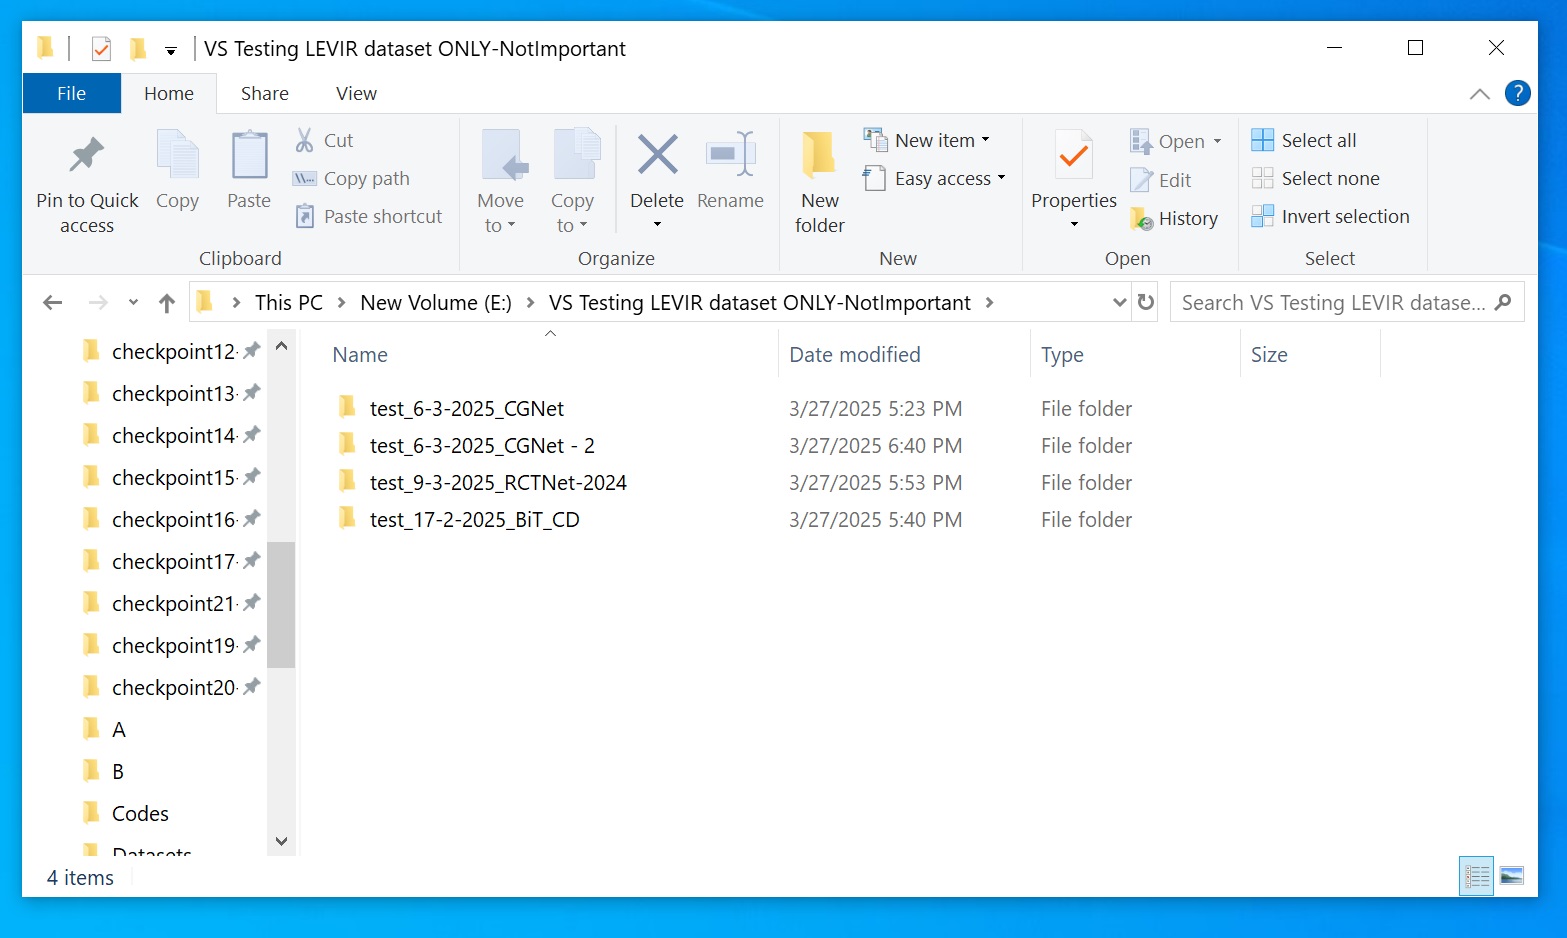 VS Testing LEVIR dataset ONLY-NotImportant
File Home Share View
?
Pin to Quick access
Copy
Paste
Cut
Copy path
Paste shortcut
Clipboard
Move to
Copy to
Delete
Rename
Organize
New folder
New item
Easy access
New
Properties
Open
Edit
History
Open
Select all
Select none
Invert selection
Select
This PC > New Volume (E:) > VS Testing LEVIR dataset ONLY-NotImportant >
Search VS Testing LEVIR datase...
checkpoint12-
checkpoint13-
checkpoint14-
checkpoint15-
checkpoint16-
checkpoint17-
checkpoint21-
checkpoint19-
checkpoint20-
A
B
Codes
Datasets
Name Date modified Type Size
test_6-3-2025_CGNet 3/27/2025 5:23 PM File folder
test_6-3-2025_CGNet - 2 3/27/2025 6:40 PM File folder
test_9-3-2025_RCTNet-2024 3/27/2025 5:53 PM File folder
test_17-2-2025_BiT_CD 3/27/2025 5:40 PM File folder
4 items